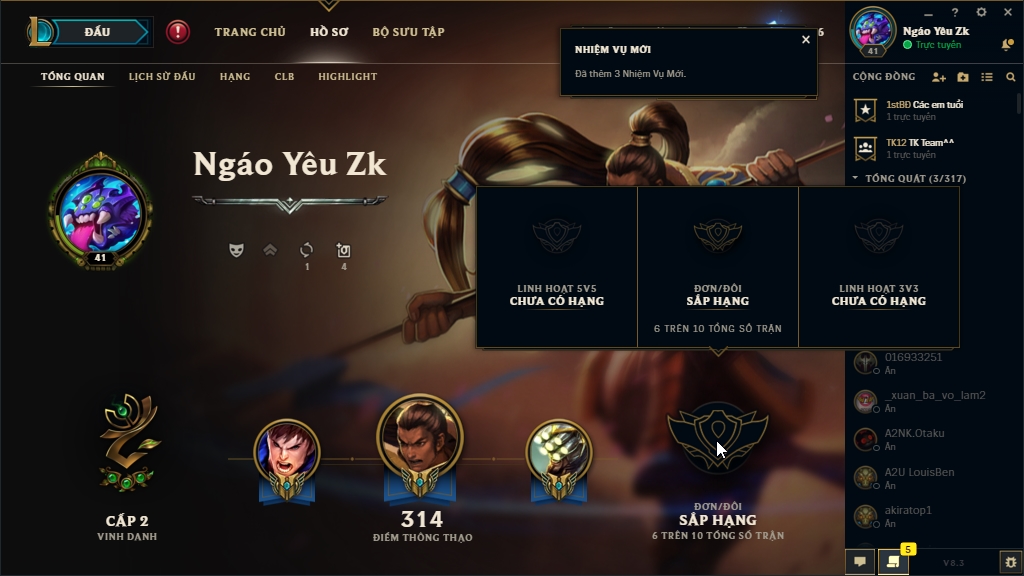 ĐẤU
TRANG CHỦ
HỒ SƠ
BỘ SƯU TẬP
6
NHIỆM VỤ MỚI
Đã thêm 3 Nhiệm Vụ Mới.
41
Ngáo Yêu Zk
Trực tuyến
TỔNG QUAN
LỊCH SỬ ĐẤU
HẠNG
CLB
HIGHLIGHT
CỘNG ĐỒNG
1stBĐ Các em tuổi
1 trực tuyến
TK12 TK Team^^
1 trực tuyến
TỔNG QUÁT (3/317)
Ngáo Yêu Zk
41
1
4
LINH HOẠT 5V5
CHƯA CÓ HẠNG
ĐƠN/ĐÔI
SẮP HẠNG
6 TRÊN 10 TỔNG SỐ TRẬN
LINH HOẠT 3V3
CHƯA CÓ HẠNG
016933251
Ẩn
_xuan_ba_vo_lam2
Ẩn
A2NK.Otaku
Ẩn
A2U LouisBen
Ẩn
akiratop1
Ẩn
CẤP 2
VINH DANH
314
ĐIỂM THÔNG THẠO
ĐƠN/ĐÔI
SẮP HẠNG
6 TRÊN 10 TỔNG SỐ TRẬN
5
V8.3